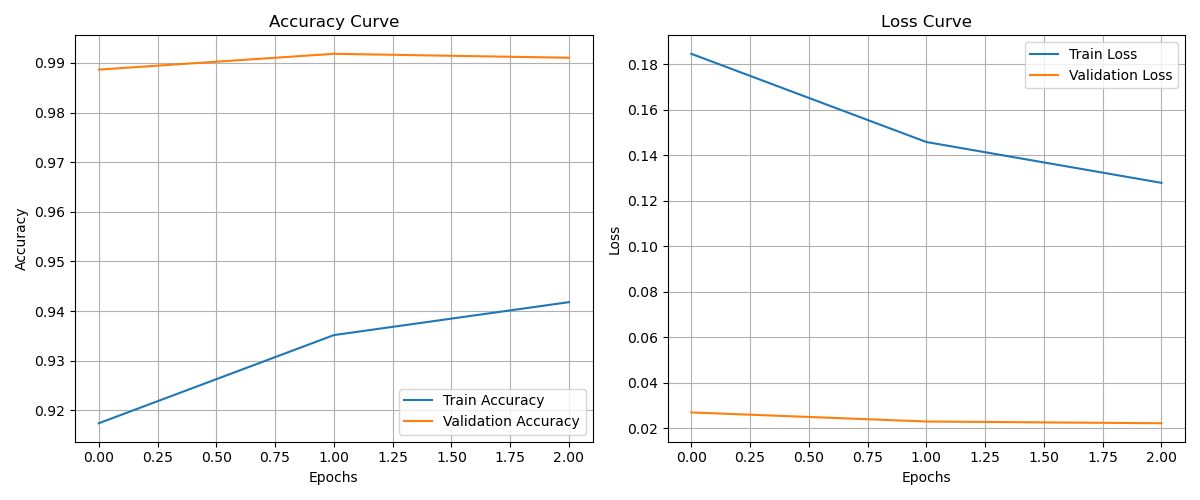 Accuracy Curve
Accuracy
0.99
0.98
0.97
0.96
0.95
0.94
0.93
0.92
Train Accuracy
Validation Accuracy
0.00 0.25 0.50 0.75 1.00 1.25 1.50 1.75 2.00
Epochs
Loss Curve
Loss
0.18
0.16
0.14
0.12
0.10
0.08
0.06
0.04
0.02
Train Loss
Validation Loss
0.00 0.25 0.50 0.75 1.00 1.25 1.50 1.75 2.00
Epochs